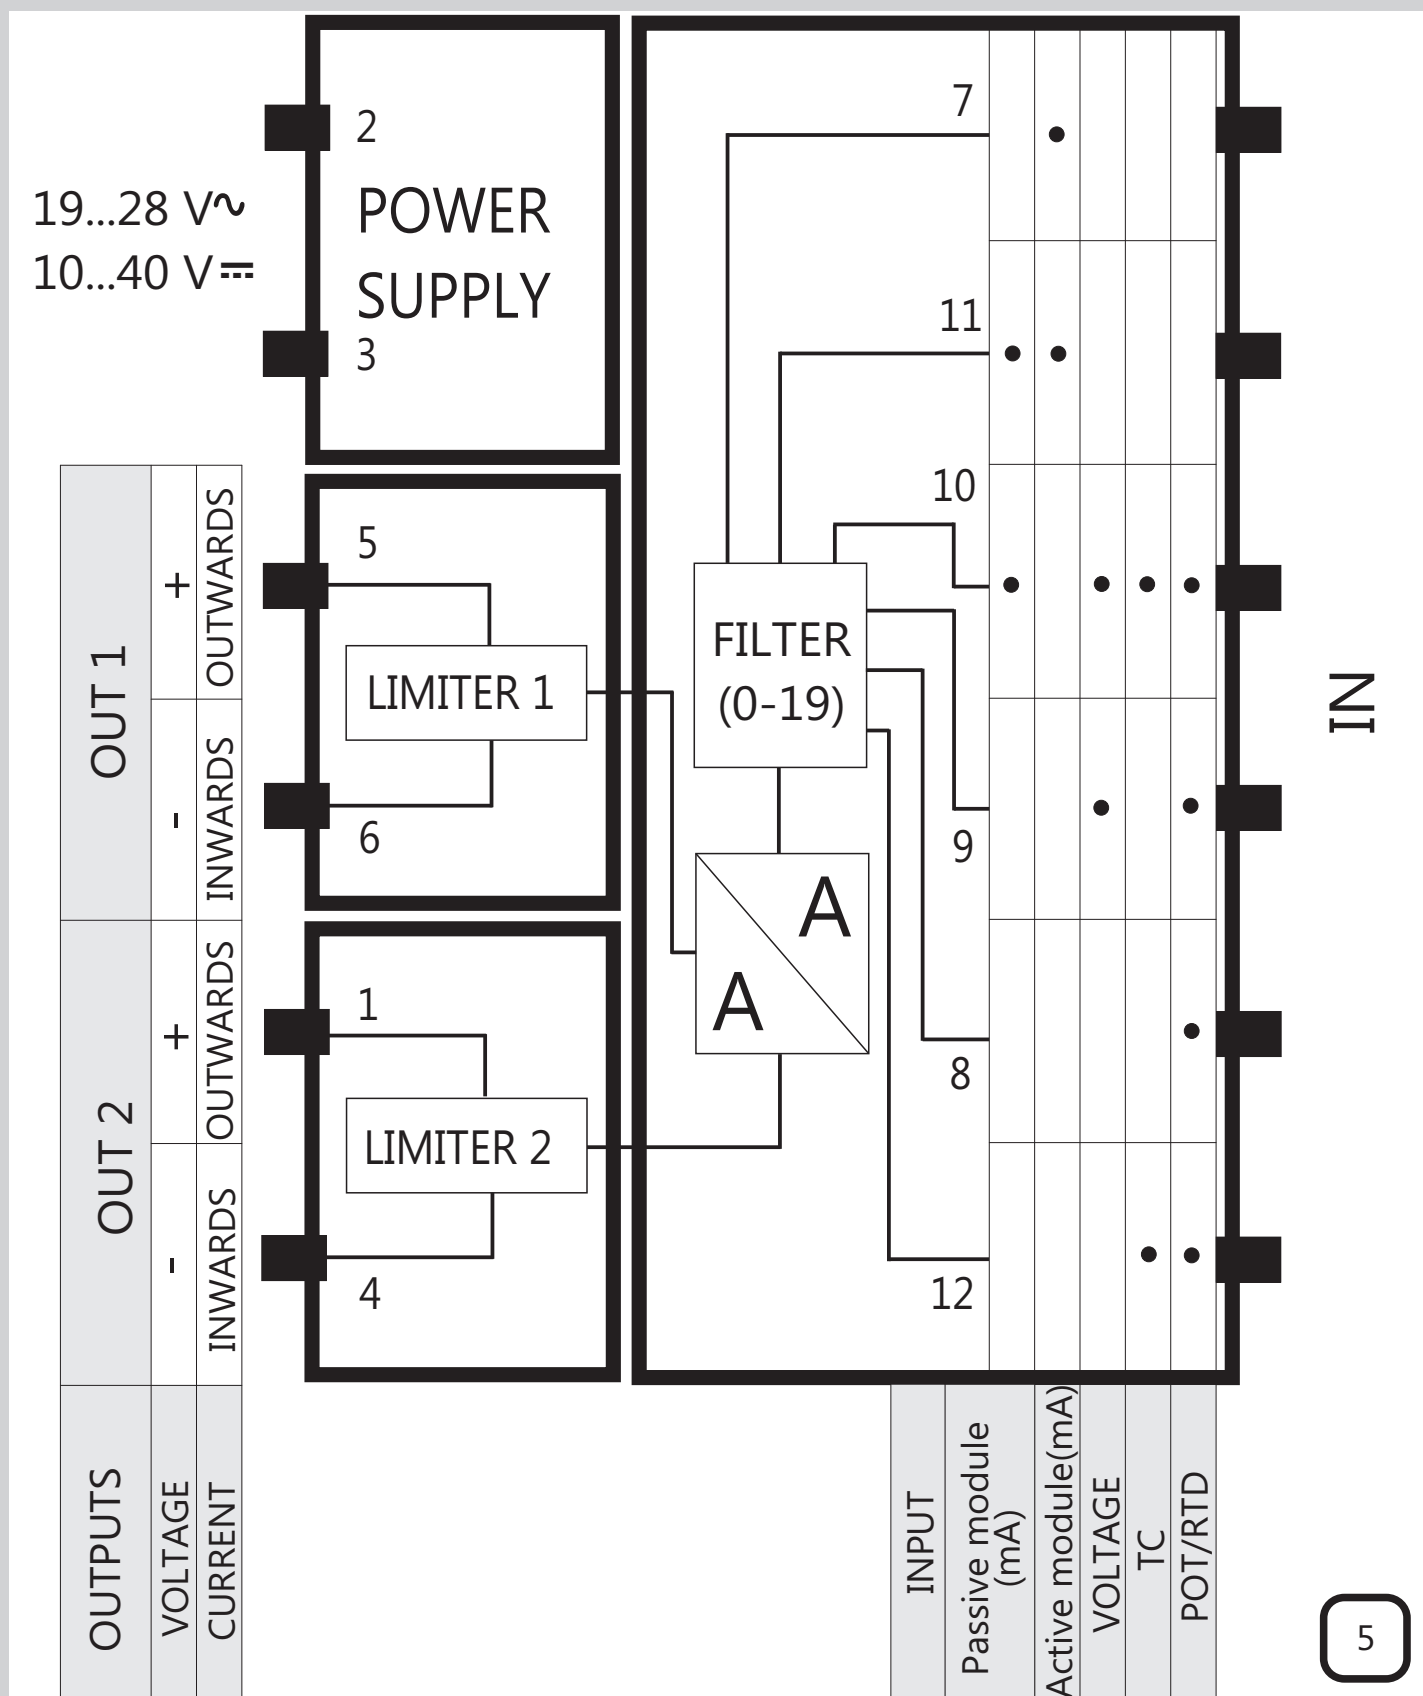 2
19...28 V~
POWER
10...40 V⎓
SUPPLY
3
7
11
10
5
LIMITER 1
6
FILTER
(0-19)
9
A
A
1
8
LIMITER 2
4
12
IN
OUT 1
+
OUTWARDS
-
INWARDS
OUT 2
+
OUTWARDS
-
INWARDS
OUTPUTS
VOLTAGE
CURRENT
INPUT
Passive module
(mA)
Active module(mA)
VOLTAGE
TC
POT/RTD
5